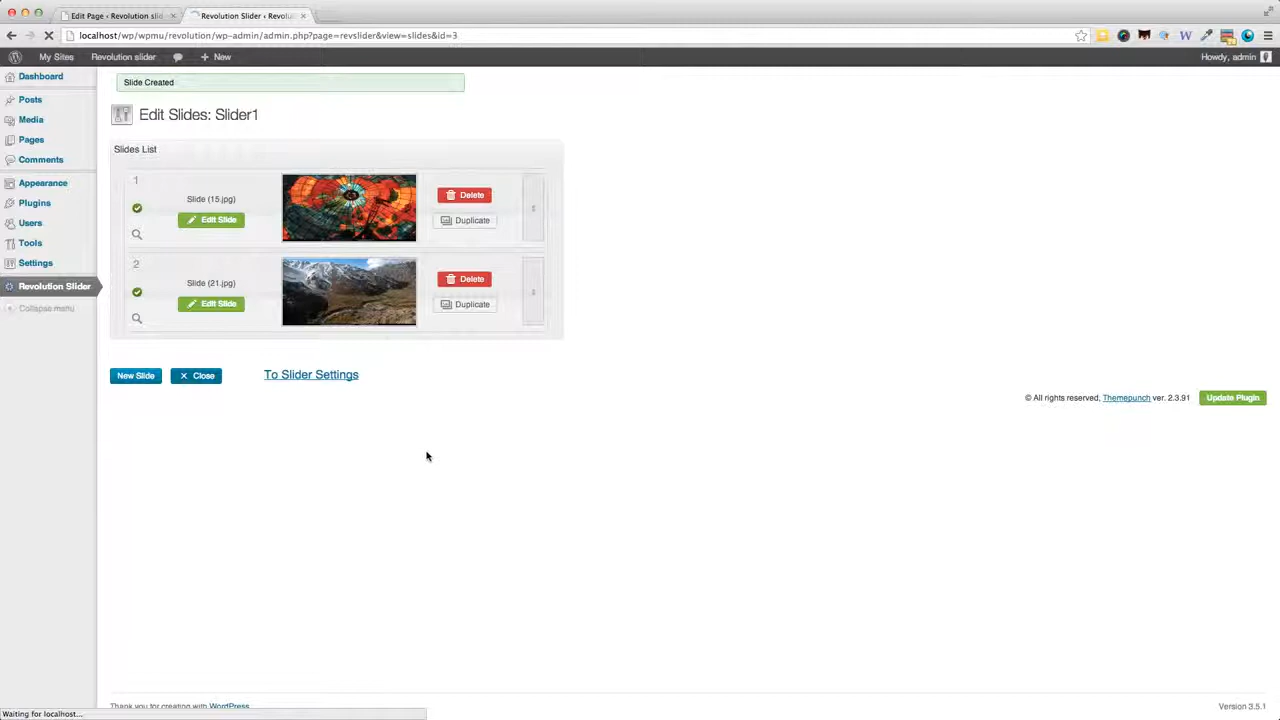 Edit Page ‹ Revolution slid
Revolution Slider ‹ Revolut
localhost/wp/wpmu/revolution/wp-admin/admin.php?page=revslider&view=slides&id=3
My Sites
Revolution slider
New
Howdy, admin
Dashboard
Posts
Media
Pages
Comments
Appearance
Plugins
Users
Tools
Settings
Revolution Slider
Collapse menu
Slide Created
Edit Slides: Slider1
Slides List
1
Slide (15.jpg)
Edit Slide
Delete
Duplicate
2
Slide (21.jpg)
Edit Slide
Delete
Duplicate
New Slide
Close
To Slider Settings
© All rights reserved, Themepunch ver. 2.3.91
Update Plugin
Thank you for creating with WordPress
Version 3.5.1
Waiting for localhost...